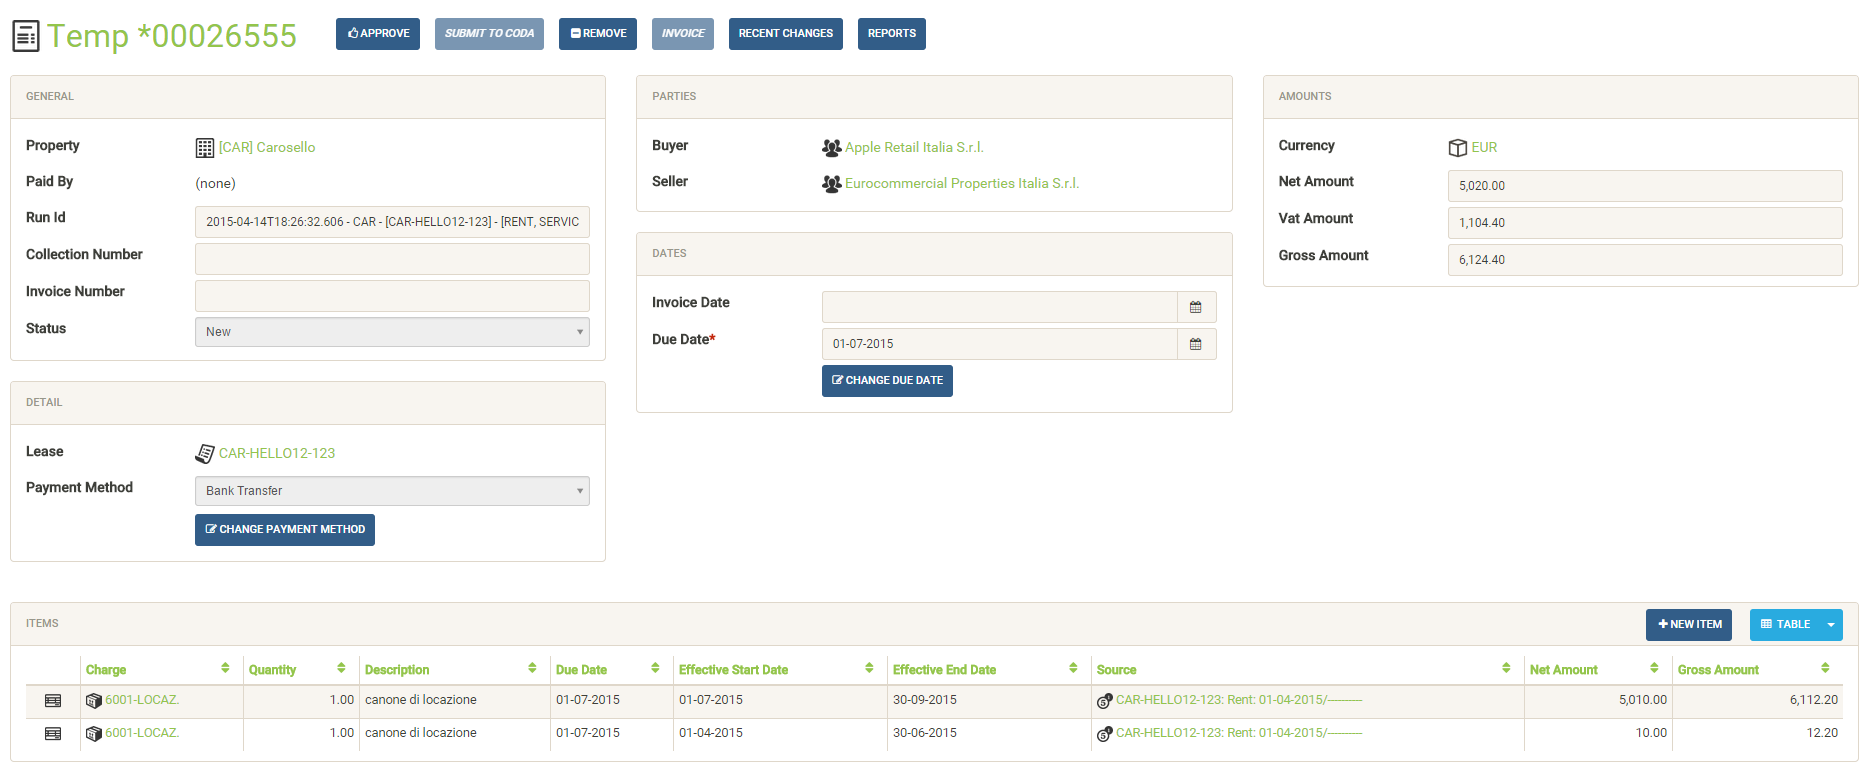 Temp *00026555
APPROVE
SUBMIT TO CODA
REMOVE
INVOICE
RECENT CHANGES
REPORTS
GENERAL
Property [CAR] Carosello
Paid By (none)
Run Id 2015-04-14T18:26:32.606 - CAR - [CAR-HELLO12-123] - [RENT, SERVIC
Collection Number
Invoice Number
Status New
DETAIL
Lease CAR-HELLO12-123
Payment Method Bank Transfer
CHANGE PAYMENT METHOD
PARTIES
Buyer Apple Retail Italia S.r.l.
Seller Eurocommercial Properties Italia S.r.l.
DATES
Invoice Date
Due Date* 01-07-2015
CHANGE DUE DATE
AMOUNTS
Currency EUR
Net Amount 5,020.00
Vat Amount 1,104.40
Gross Amount 6,124.40
ITEMS
NEW ITEM
TABLE
Charge Quantity Description Due Date Effective Start Date Effective End Date Source Net Amount Gross Amount
6001-LOCAZ. 1.00 canone di locazione 01-07-2015 01-07-2015 30-09-2015 CAR-HELLO12-123: Rent: 01-04-2015/---------- 5,010.00 6,112.20
6001-LOCAZ. 1.00 canone di locazione 01-07-2015 01-04-2015 30-06-2015 CAR-HELLO12-123: Rent: 01-04-2015/---------- 10.00 12.20